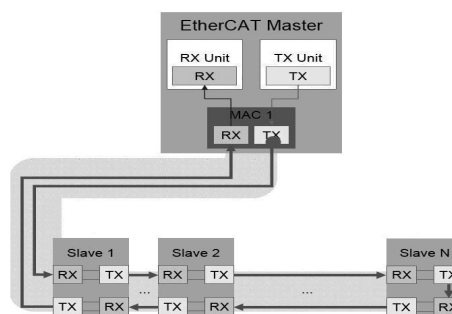 EtherCAT Master
RX Unit TX Unit
RX TX
MAC 1
RX TX
Slave 1 Slave 2 Slave N
RX TX RX TX RX TX
... ...
TX RX TX RX TX RX